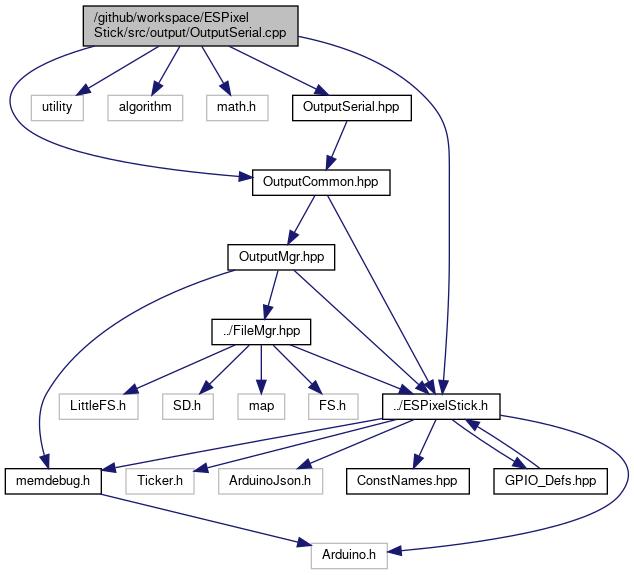 /github/workspace/ESPixel
Stick/src/output/OutputSerial.cpp
utility
algorithm
math.h
OutputSerial.hpp
OutputCommon.hpp
OutputMgr.hpp
../FileMgr.hpp
LittleFS.h
SD.h
map
FS.h
../ESPixelStick.h
memdebug.h
Ticker.h
ArduinoJson.h
ConstNames.hpp
GPIO_Defs.hpp
Arduino.h